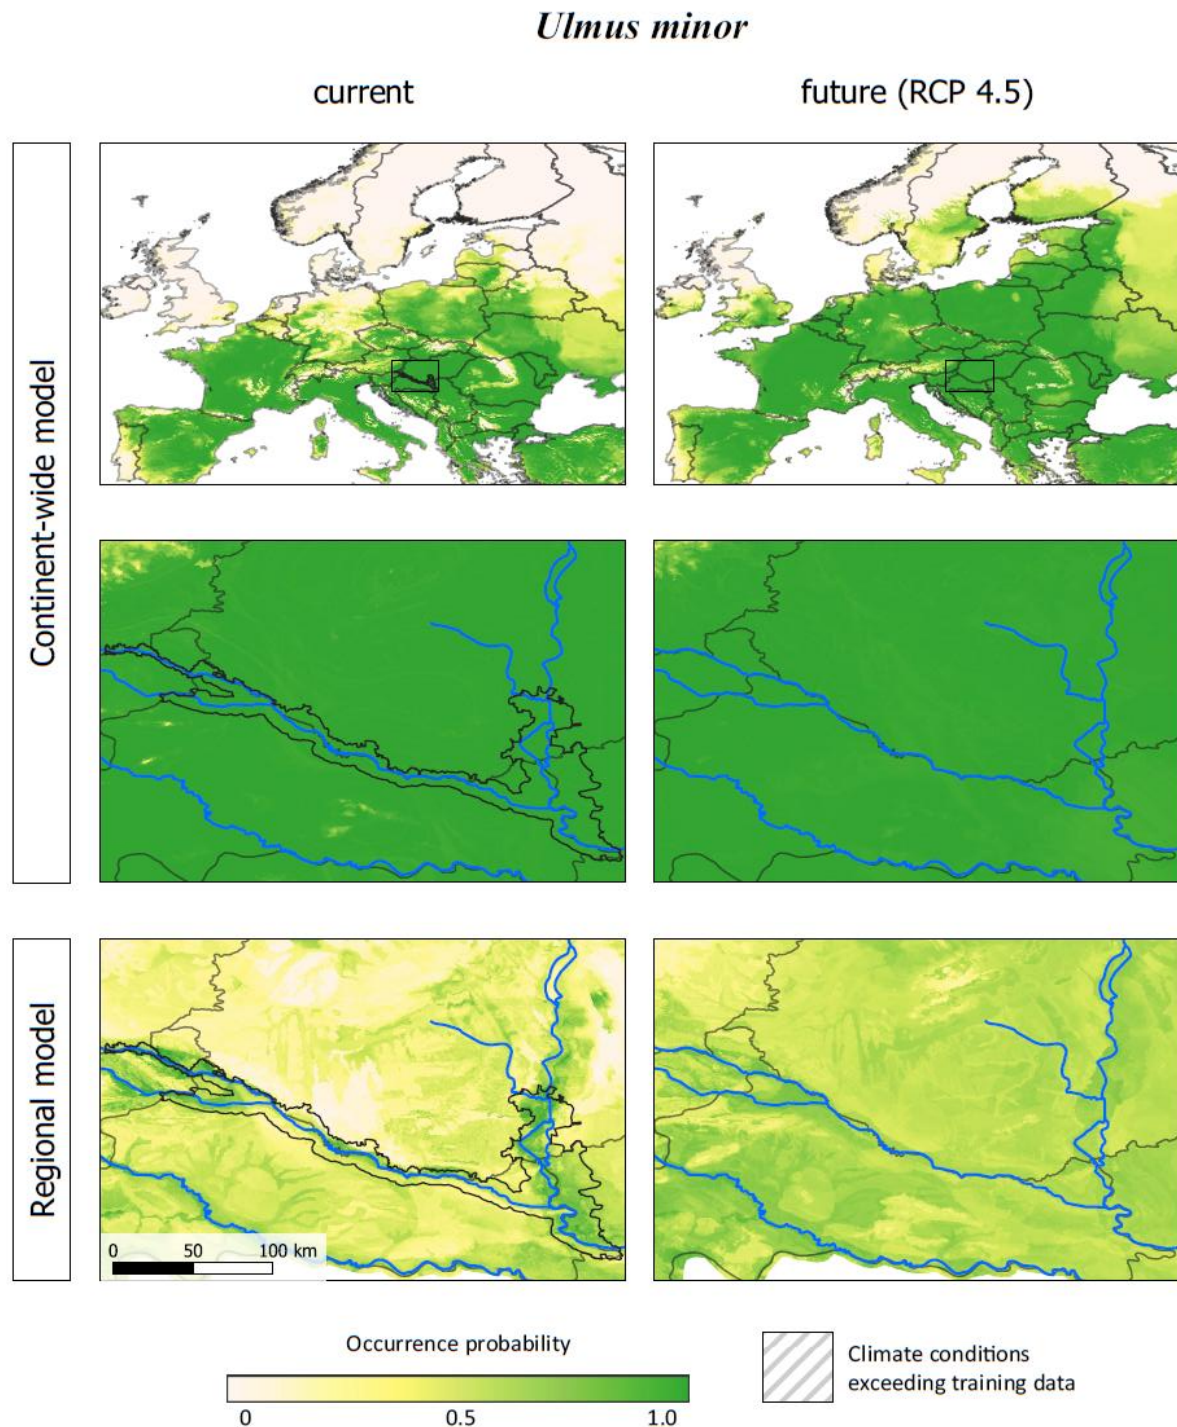 Ulmus minor
current
future (RCP 4.5)
Continent-wide model
Regional model
0 50 100 km
Occurrence probability
0 0.5 1.0
Climate conditions
exceeding training data